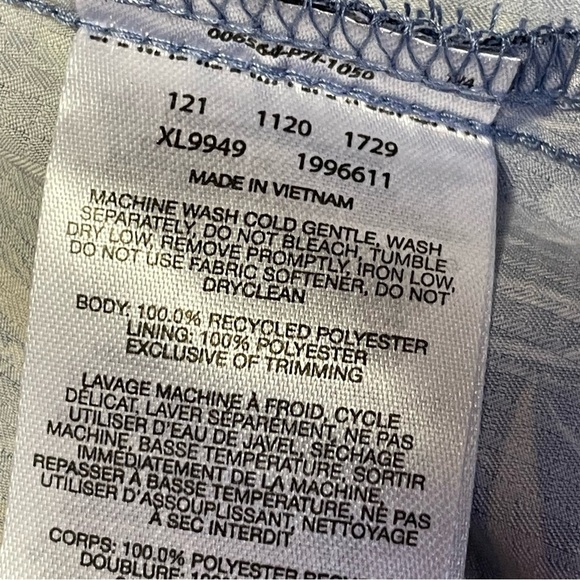 121 1120 1729
XL9949 1996611
MADE IN VIETNAM
MACHINE WASH COLD GENTLE, WASH
SEPARATELY, DO NOT BLEACH, TUMBLE
DRY LOW, REMOVE PROMPTLY, IRON LOW,
DO NOT USE FABRIC SOFTENER, DO NOT
DRYCLEAN
BODY: 100.0% RECYCLED POLYESTER
LINING: 100% POLYESTER
EXCLUSIVE OF TRIMMING
LAVAGE MACHINE À FROID, CYCLE
DÉLICAT, LAVER SÉPARÉMENT, NE PAS
UTILISER D'EAU DE JAVEL, SÉCHAGE
MACHINE, BASSE TEMPÉRATURE, SORTIR
IMMÉDIATEMENT DE LA MACHINE,
REPASSER À BASSE TEMPÉRATURE, NE PAS
UTILISER D'ASSOUPLISSANT, NETTOYAGE
À SEC INTERDIT
CORPS: 100.0% POLYESTER
DOUBLURE: